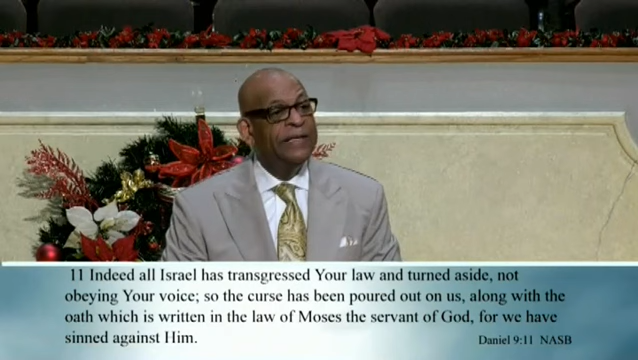 11 Indeed all Israel has transgressed Your law and turned aside, not
obeying Your voice; so the curse has been poured out on us, along with the
oath which is written in the law of Moses the servant of God, for we have
sinned against Him.
Daniel 9:11 NASB